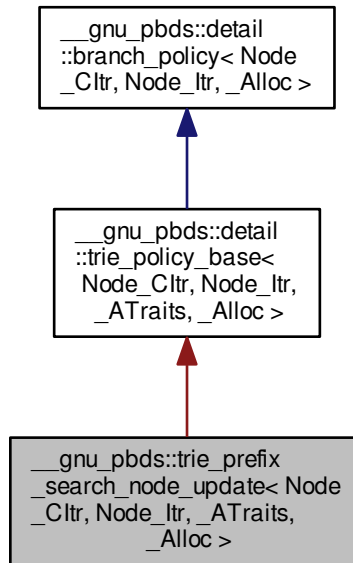 __gnu_pbds::detail
::branch_policy< Node
_CItr, Node_Itr, _Alloc >
__gnu_pbds::detail
::trie_policy_base<
Node_CItr, Node_Itr,
_ATraits, _Alloc >
__gnu_pbds::trie_prefix
_search_node_update< Node
_CItr, Node_Itr, _ATraits,
_Alloc >